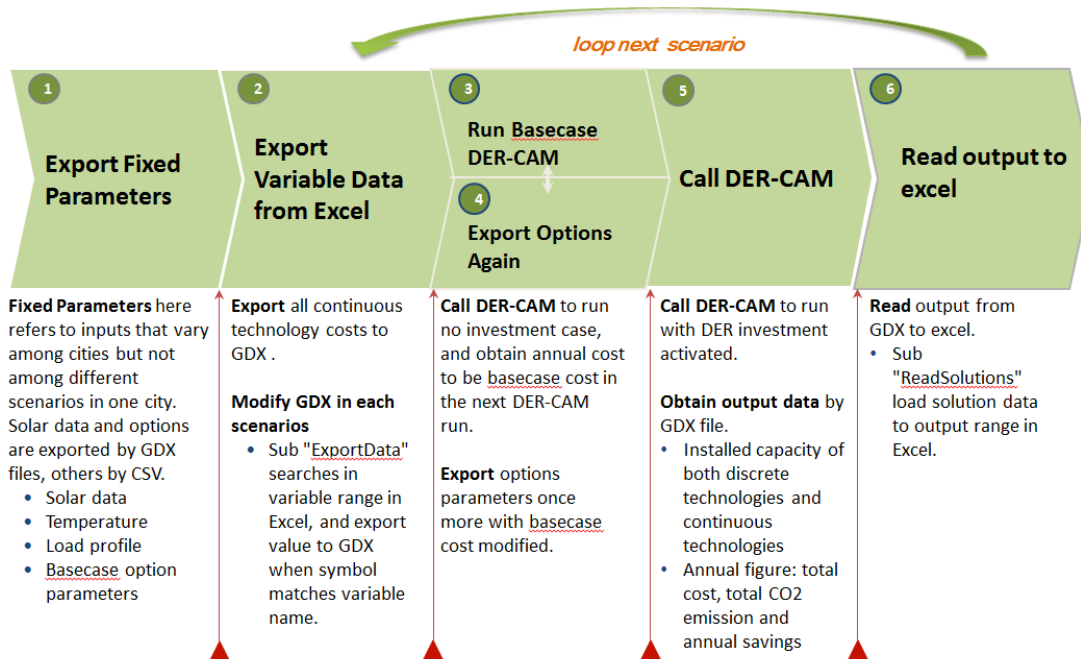 loop next scenario
1
Export Fixed
Parameters
2
Export
Variable Data
from Excel
3
Run Basecase
DER-CAM
4
Export Options
Again
5
Call DER-CAM
6
Read output to
excel
Fixed Parameters here
refers to inputs that vary
among cities but not
among different
scenarios in one city.
Solar data and options
are exported by GDX
files, others by CSV.
• Solar data
• Temperature
• Load profile
• Basecase option
parameters
Export all continuous
technology costs to
GDX .
Modify GDX in each
scenarios
• Sub "ExportData"
searches in
variable range in
Excel, and export
value to GDX
when symbol
matches variable
name.
Call DER-CAM to run
no investment case,
and obtain annual cost
to be basecase cost in
the next DER-CAM
run.
Export options
parameters once
more with basecase
cost modified.
Call DER-CAM to run
with DER investment
activated.
Obtain output data by
GDX file.
• Installed capacity of
both discrete
technologies and
continuous
technologies
• Annual figure: total
cost, total CO2
emission and
annual savings
Read output from
GDX to excel.
• Sub
"ReadSolutions"
load solution data
to output range in
Excel.